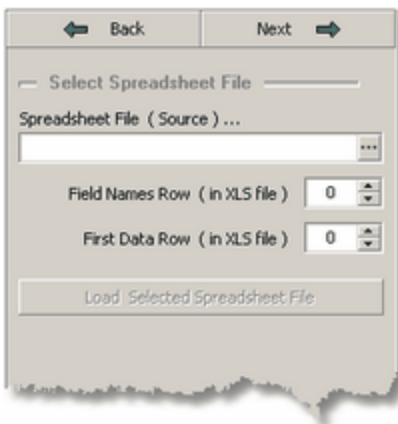 Back Next
Select Spreadsheet File
Spreadsheet File ( Source ) ...
...
Field Names Row ( in XLS file ) 0
First Data Row ( in XLS file ) 0
Load Selected Spreadsheet File